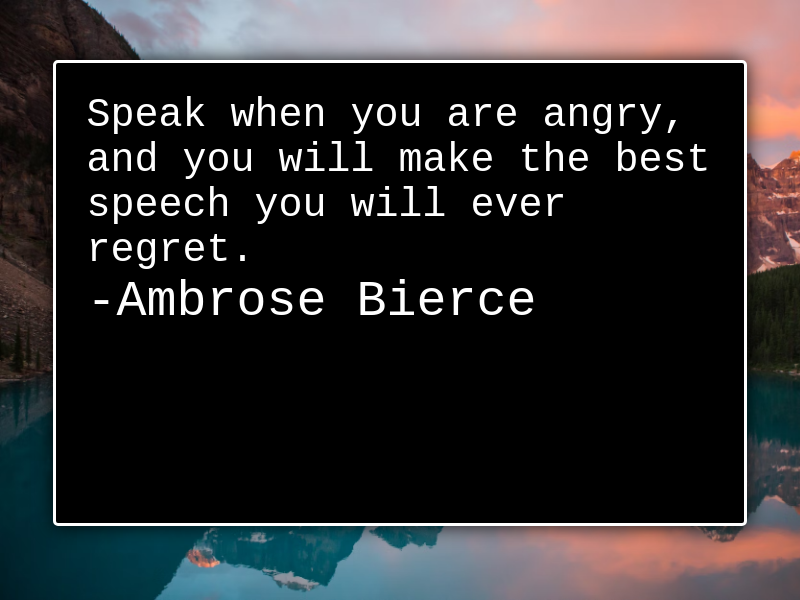 Speak when you are angry,
and you will make the best
speech you will ever
regret.
-Ambrose Bierce